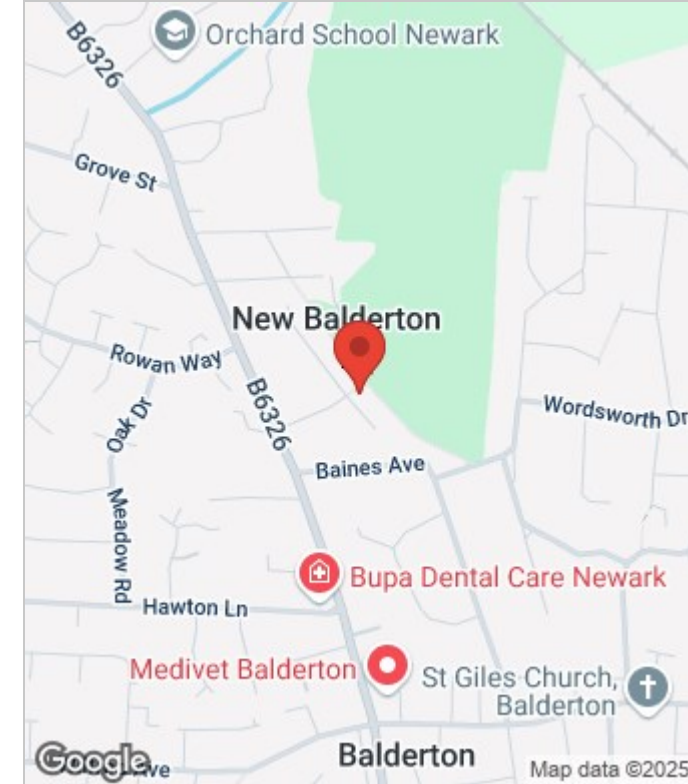 B6326
Orchard School Newark
Grove St
New Balderton
Rowan Way
B6326
Oak Dr
Wordsworth Dr
Baines Ave
Meadow Rd
Bupa Dental Care Newark
Hawton Ln
Medivet Balderton
St Giles Church,
Balderton
Google
Ave
Balderton
Map data ©2025